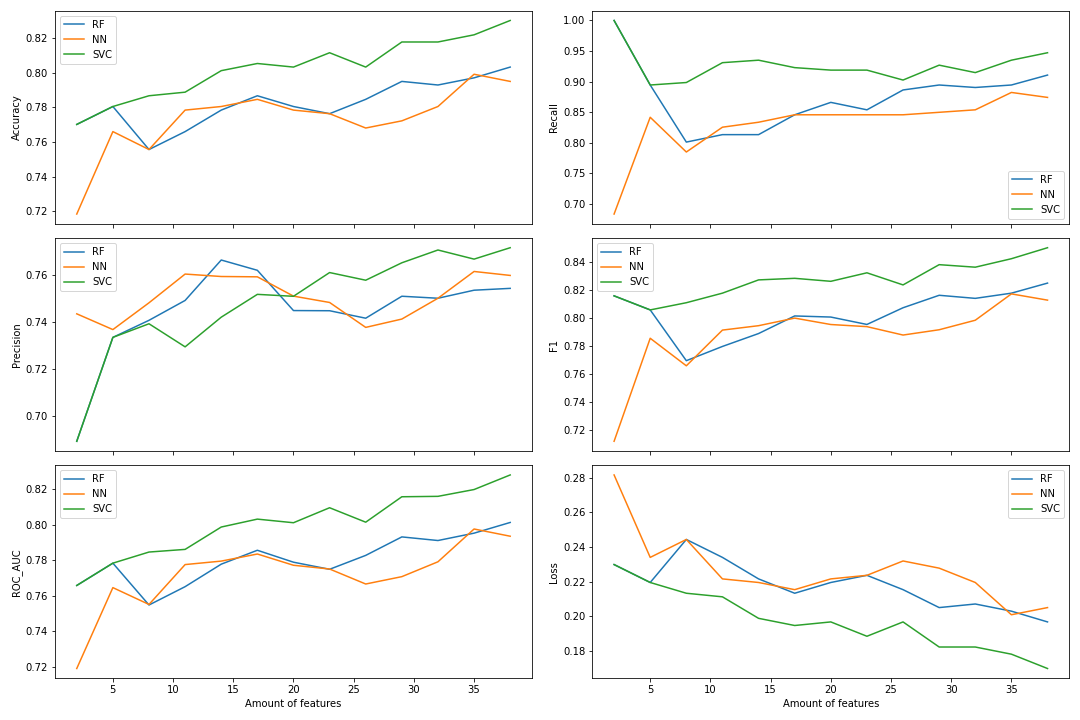 Accuracy
0.82
0.80
0.78
0.76
0.74
0.72
RF
NN
SVC
Recall
1.00
0.95
0.90
0.85
0.80
0.75
0.70
RF
NN
SVC
Precision
0.76
0.74
0.72
0.70
RF
NN
SVC
F1
0.84
0.82
0.80
0.78
0.76
0.74
0.72
RF
NN
SVC
ROC_AUC
0.82
0.80
0.78
0.76
0.74
0.72
RF
NN
SVC
5 10 15 20 25 30 35
Amount of features
Loss
0.28
0.26
0.24
0.22
0.20
0.18
RF
NN
SVC
5 10 15 20 25 30 35
Amount of features